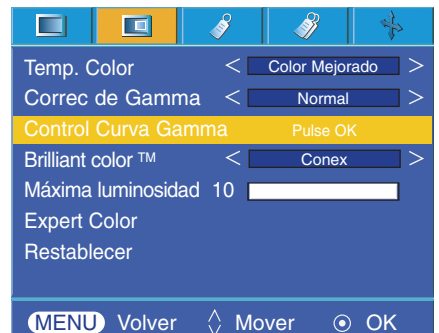 Temp. Color < Color Mejorado >
Correc de Gamma < Normal >
Control Curva Gamma Pulse OK
Brilliant color ™ < Conex >
Máxima luminosidad 10
Expert Color
Restablecer
MENU Volver Mover OK